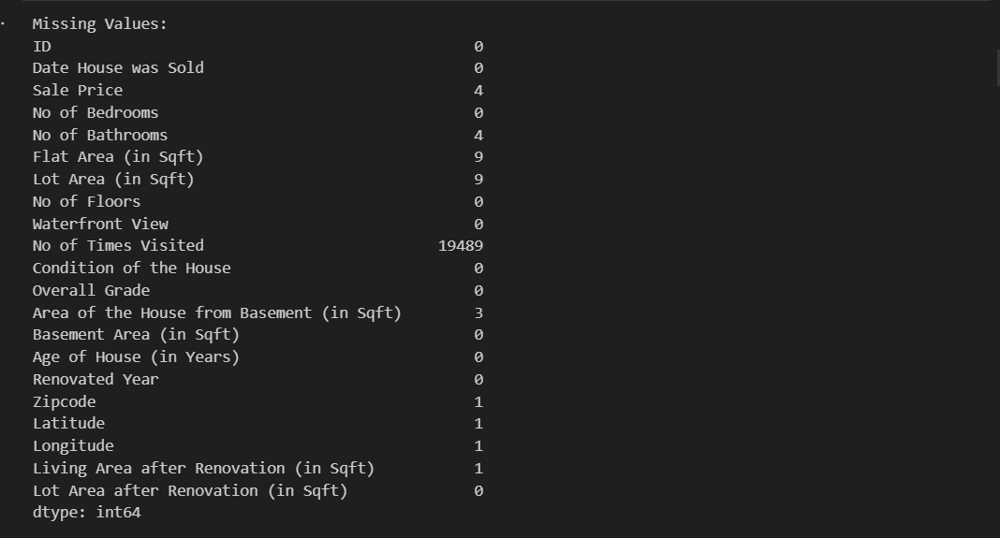 Missing Values:
ID 0
Date House was Sold 0
Sale Price 4
No of Bedrooms 0
No of Bathrooms 4
Flat Area (in Sqft) 9
Lot Area (in Sqft) 9
No of Floors 0
Waterfront View 0
No of Times Visited 19489
Condition of the House 0
Overall Grade 0
Area of the House from Basement (in Sqft) 3
Basement Area (in Sqft) 0
Age of House (in Years) 0
Renovated Year 0
Zipcode 1
Latitude 1
Longitude 1
Living Area after Renovation (in Sqft) 1
Lot Area after Renovation (in Sqft) 0
dtype: int64